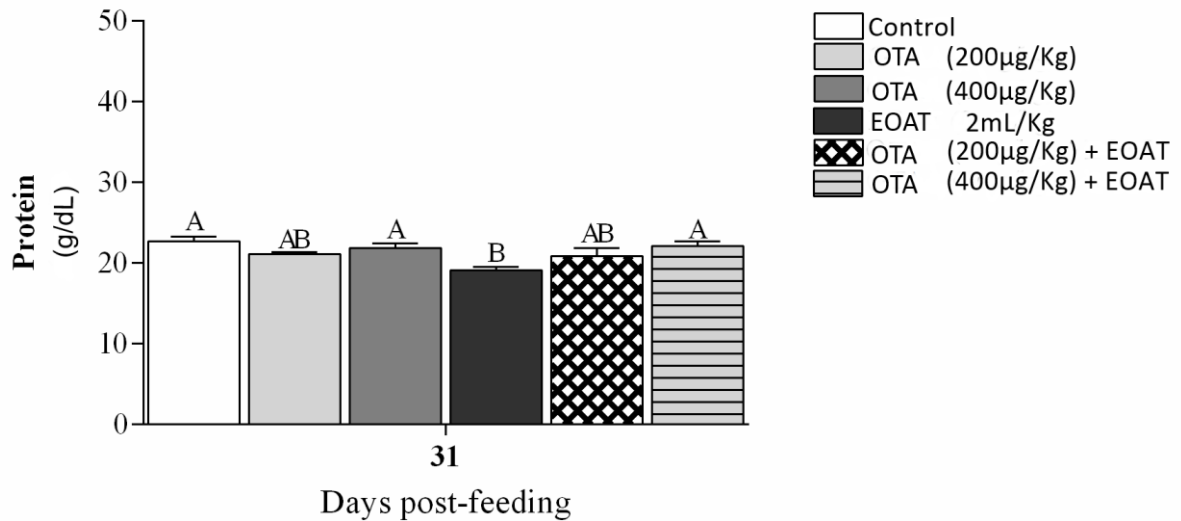 50
40
30
20
10
0
Protein
(g/dL)
A
AB
A
B
AB
A
31
Days post-feeding
Control
OTA (200µg/Kg)
OTA (400µg/Kg)
EOAT 2mL/Kg
OTA (200µg/Kg) + EOAT
OTA (400µg/Kg) + EOAT